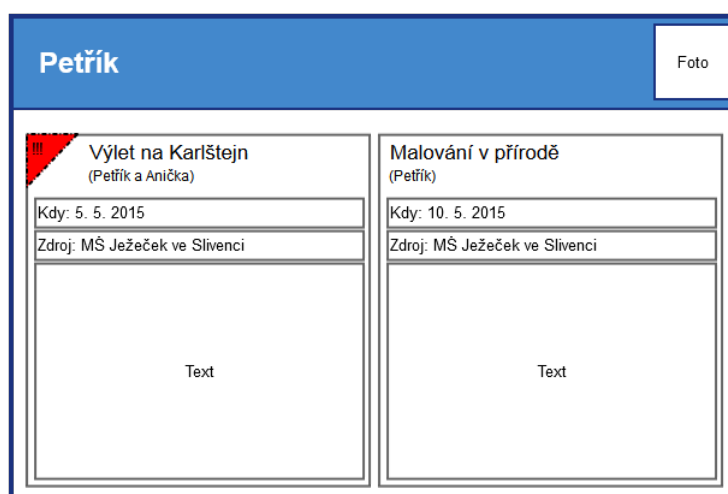 Petřík
Foto
!!!
Výlet na Karlštejn
(Petřík a Anička)
Kdy: 5. 5. 2015
Zdroj: MŠ Ježeček ve Slivenci
Text
Malování v přírodě
(Petřík)
Kdy: 10. 5. 2015
Zdroj: MŠ Ježeček ve Slivenci
Text